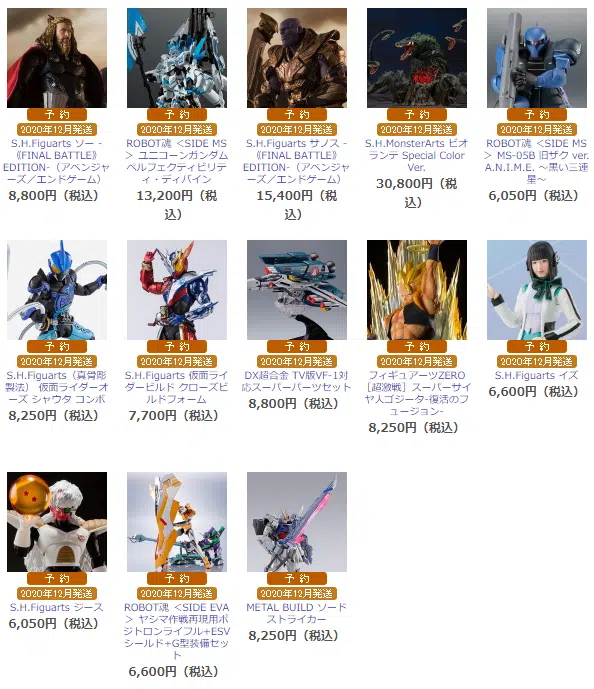 予 約
2020年12月発送
S.H.Figuarts ソー -
《FINAL BATTLE》
EDITION-（アベンジャ
ーズ／エンドゲーム）
8,800円（税込）
予 約
2020年12月発送
ROBOT魂 ＜SIDE MS
＞ ユニコーンガンダム
ペルフェクティビリテ
ィ・ディバイン
13,200円（税
込）
予 約
2020年12月発送
S.H.Figuarts サノス -
《FINAL BATTLE》
EDITION-（アベンジャ
ーズ／エンドゲーム）
15,400円（税
込）
予 約
2020年12月発送
S.H.MonsterArts ビオ
ランテ Special Color
Ver.
30,800円（税
込）
予 約
2020年12月発送
ROBOT魂 ＜SIDE MS
＞ MS-05B 旧ザク ver.
A.N.I.M.E. ～黒い三連
星～
6,050円（税込）
予 約
2020年12月発送
S.H.Figuarts（真骨彫
製法） 仮面ライダーオ
ーズ シャウタ コンボ
8,250円（税込）
予 約
2020年12月発送
S.H.Figuarts 仮面ライ
ダービルド クローズビ
ルドフォーム
7,700円（税込）
予 約
2020年12月発送
DX超合金 TV版VF-1対
応スーパーパーツセット
8,800円（税込）
予 約
2020年12月発送
フィギュアーツZERO
［超激戦］スーパーサイ
ヤ人ゴジータ-復活のフ
ュージョン-
8,250円（税込）
予 約
2020年12月発送
S.H.Figuarts イズ
6,600円（税込）
予 約
2020年12月発送
S.H.Figuarts ジース
6,050円（税込）
予 約
2020年12月発送
ROBOT魂 ＜SIDE EVA
＞ ヤシマ作戦再現用ポ
ジトロンライフル+ESV
シールド+G型装備セッ
ト
6,600円（税込）
予 約
2020年12月発送
METAL BUILD ソード
ストライカー
8,250円（税込）